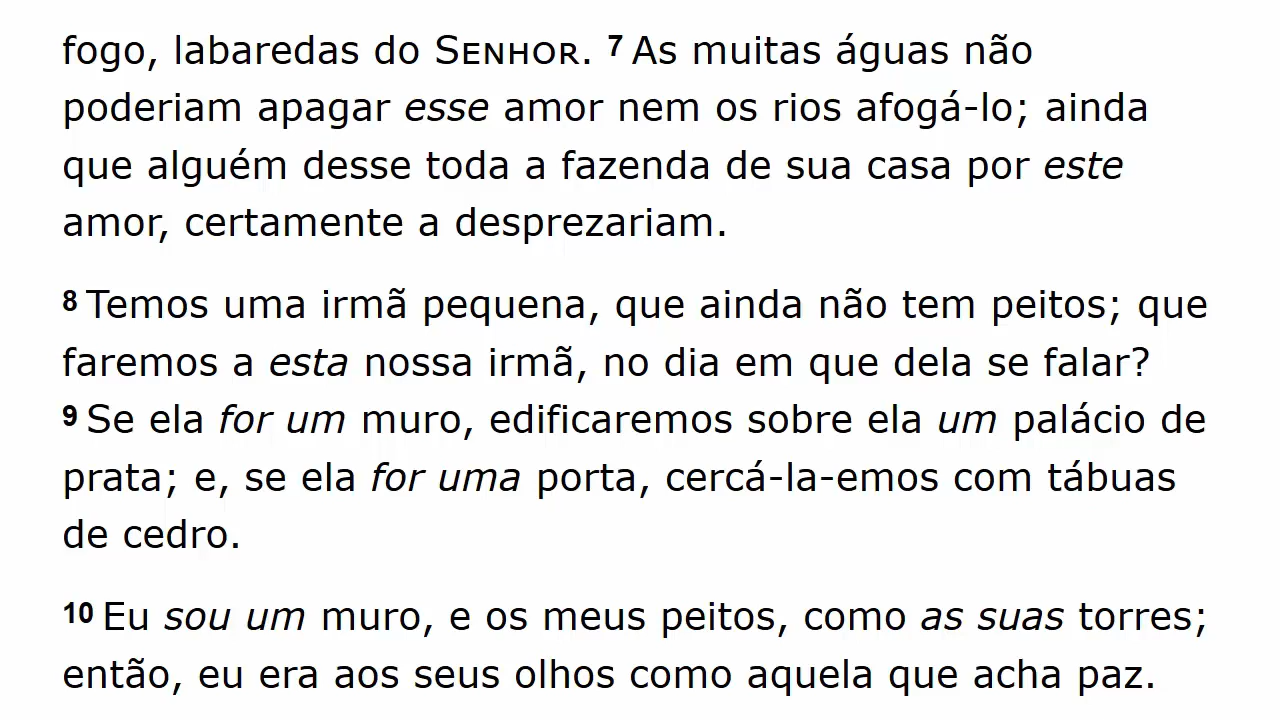 fogo, labaredas do SENHOR. 7 As muitas águas não
poderiam apagar esse amor nem os rios afogá-lo; ainda
que alguém desse toda a fazenda de sua casa por este
amor, certamente a desprezariam.
8 Temos uma irmã pequena, que ainda não tem peitos; que
faremos a esta nossa irmã, no dia em que dela se falar?
9 Se ela for um muro, edificaremos sobre ela um palácio de
prata; e, se ela for uma porta, cercá-la-emos com tábuas
de cedro.
10 Eu sou um muro, e os meus peitos, como as suas torres;
então, eu era aos seus olhos como aquela que acha paz.